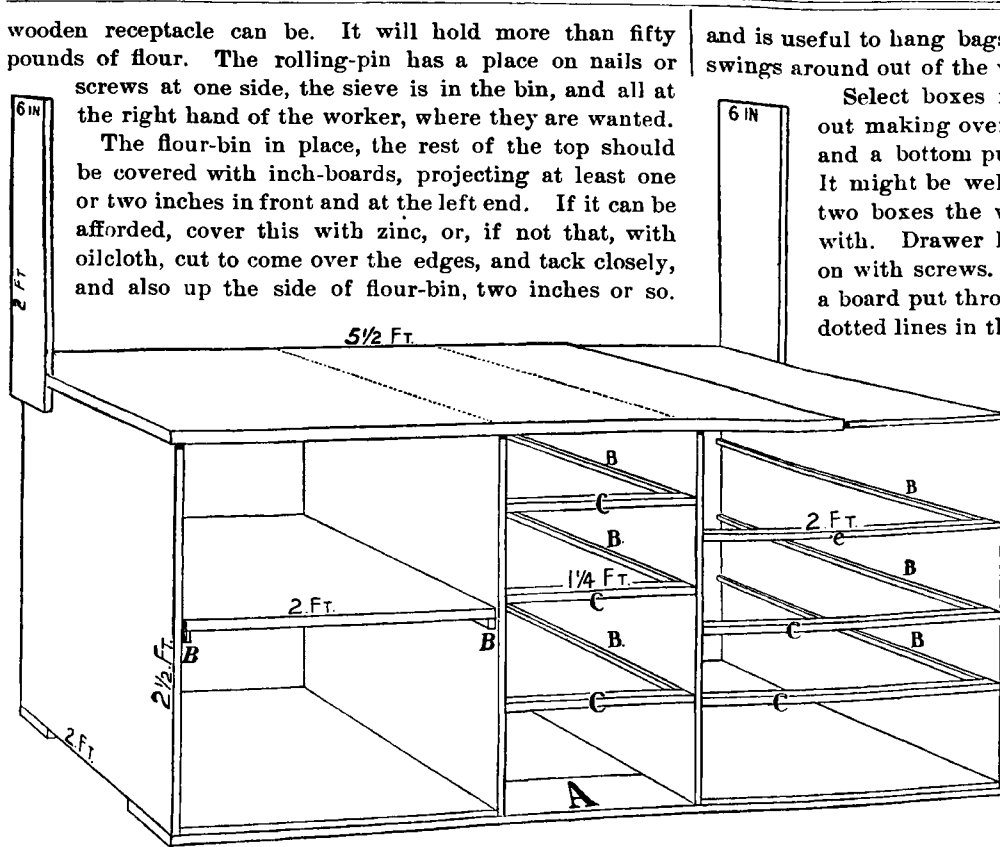 wooden receptacle can be. It will hold more than fifty
pounds of flour. The rolling-pin has a place on nails or
screws at one side, the sieve is in the bin, and all at
the right hand of the worker, where they are wanted.
The flour-bin in place, the rest of the top should
be covered with inch-boards, projecting at least one
or two inches in front and at the left end. If it can be
afforded, cover this with zinc, or, if not that, with
oilcloth, cut to come over the edges, and tack closely,
and also up the side of flour-bin, two inches or so.
and is useful to hang bags
swings around out of the
Select boxes
out making over
and a bottom
It might be
two boxes the
with. Drawer
on with screws.
a board put
dotted lines in
6 IN
6 IN
2 FT
5 1/2 FT.
B
B
C
2 FT.
C
B.
B
1 1/4 FT.
2 FT.
C
B
B
B.
C
B
2 1/2 FT.
C
C
2 FT.
A